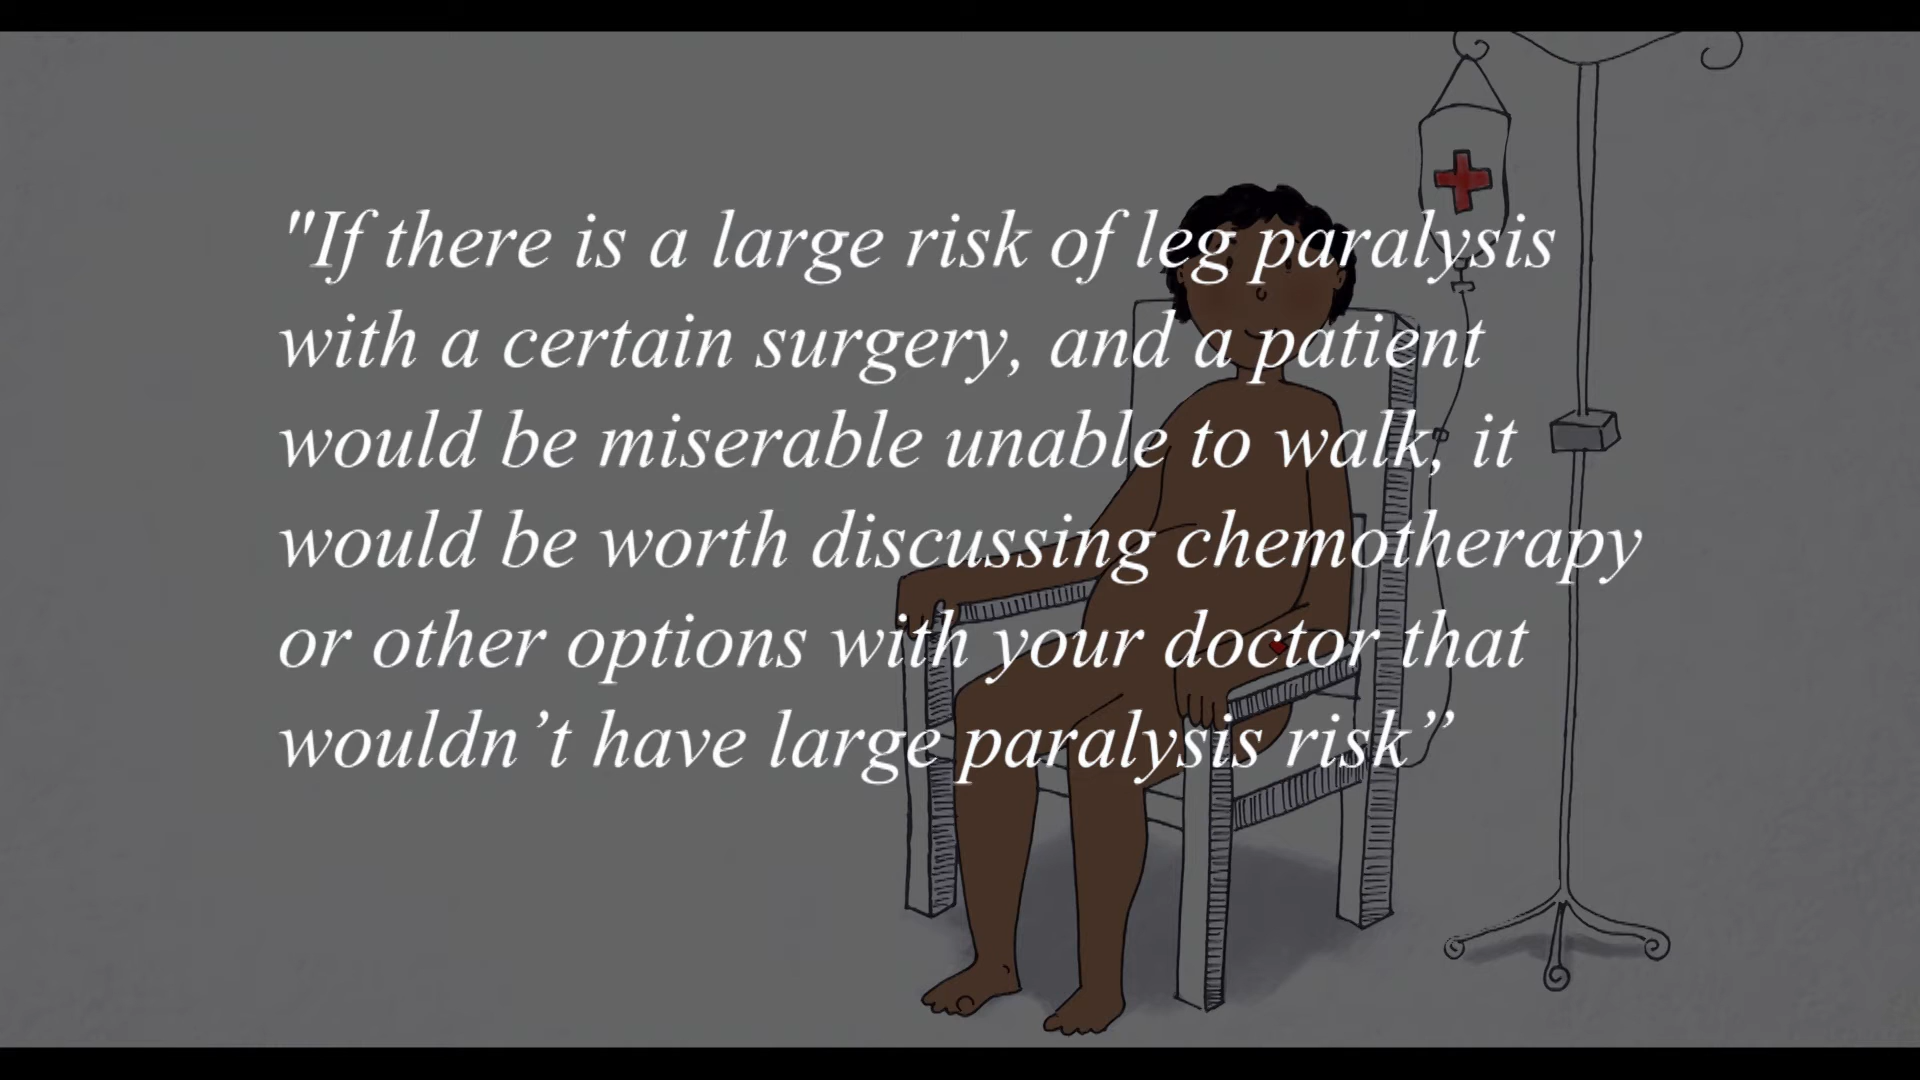 "If there is a large risk of leg paralysis
with a certain surgery, and a patient
would be miserable unable to walk, it
would be worth discussing chemotherapy
or other options with your doctor that
wouldn’t have large paralysis risk”